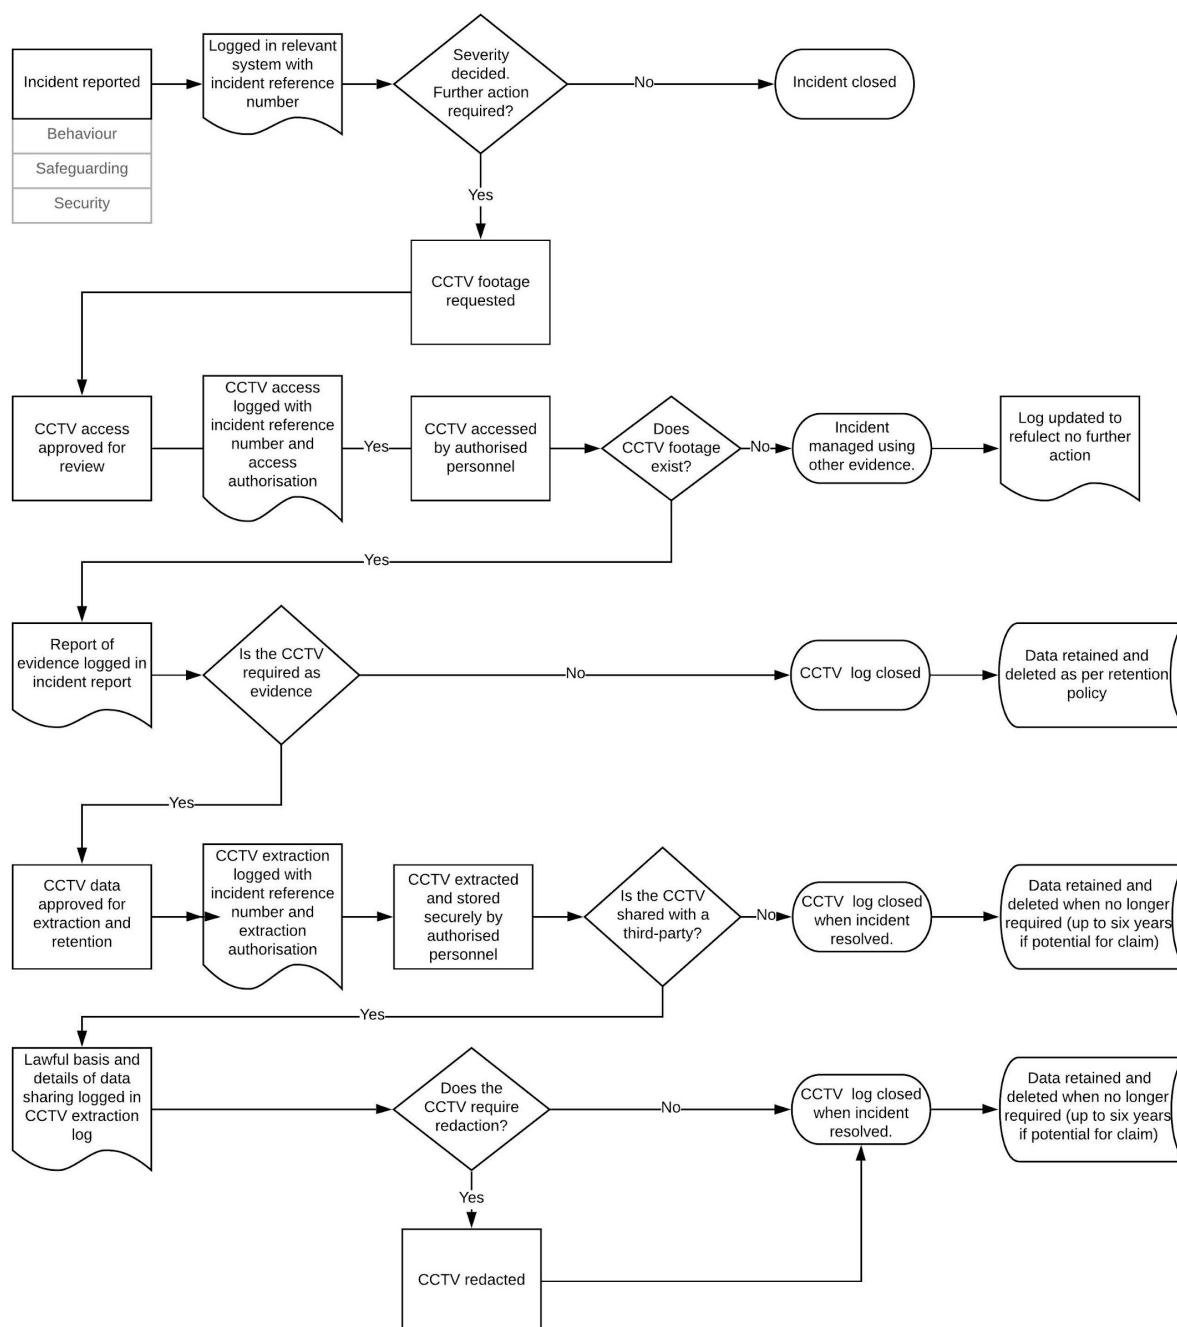 Incident reported
Behaviour
Safeguarding
Security
Logged in relevant
system with
incident reference
number
Severity
decided.
Further action
required?
No
Incident closed
Yes
CCTV footage
requested
CCTV access
approved for
review
CCTV access
logged with
incident reference
number and
access
authorisation
Yes
CCTV accessed
by authorised
personnel
Does
CCTV footage
exist?
No
Incident
managed using
other evidence.
Log updated to
refulect no further
action
Yes
Report of
evidence logged in
incident report
Is the CCTV
required as
evidence
No
CCTV log closed
Data retained and
deleted as per retention
policy
Yes
CCTV data
approved for
extraction and
retention
CCTV extraction
logged with
incident reference
number and
extraction
authorisation
CCTV extracted
and stored
securely by
authorised
personnel
Is the CCTV
shared with a
third-party?
No
CCTV log closed
when incident
resolved.
Data retained and
deleted when no longer
required (up to six years
if potential for claim)
Yes
Lawful basis and
details of data
sharing logged in
CCTV extraction
log
Does the
CCTV require
redaction?
No
CCTV log closed
when incident
resolved.
Data retained and
deleted when no longer
required (up to six years
if potential for claim)
Yes
CCTV redacted